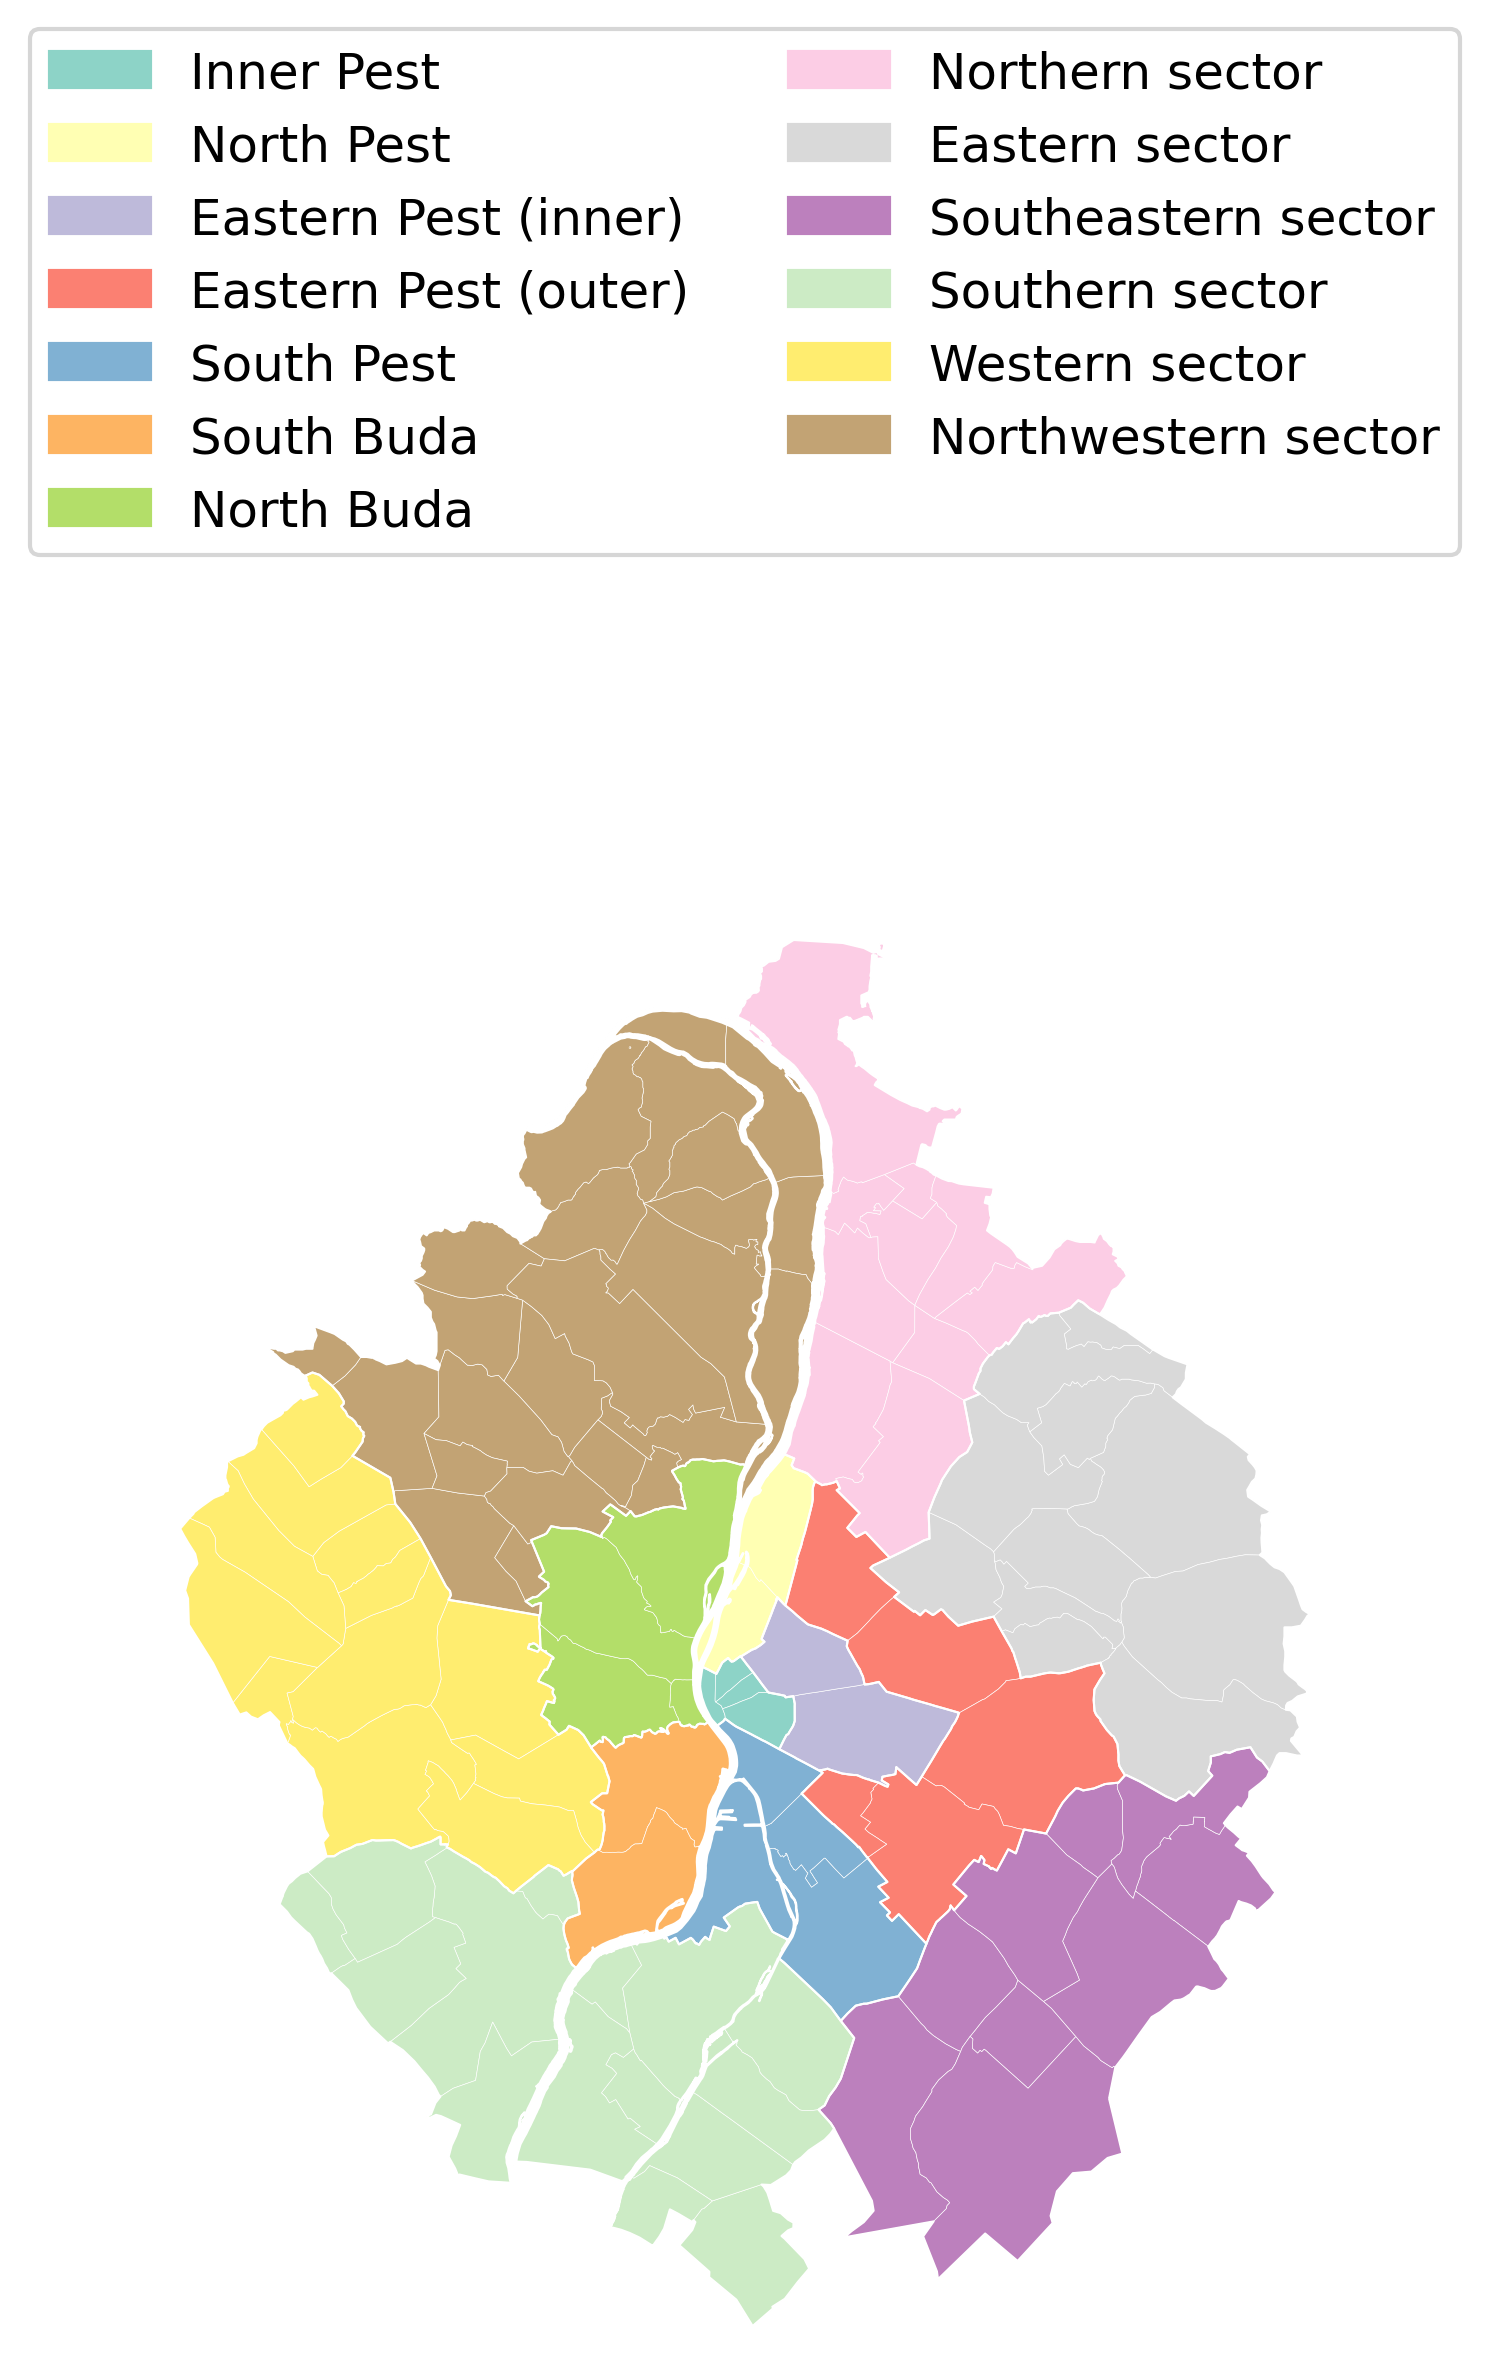 Inner Pest
North Pest
Eastern Pest (inner)
Eastern Pest (outer)
South Pest
South Buda
North Buda
Northern sector
Eastern sector
Southeastern sector
Southern sector
Western sector
Northwestern sector